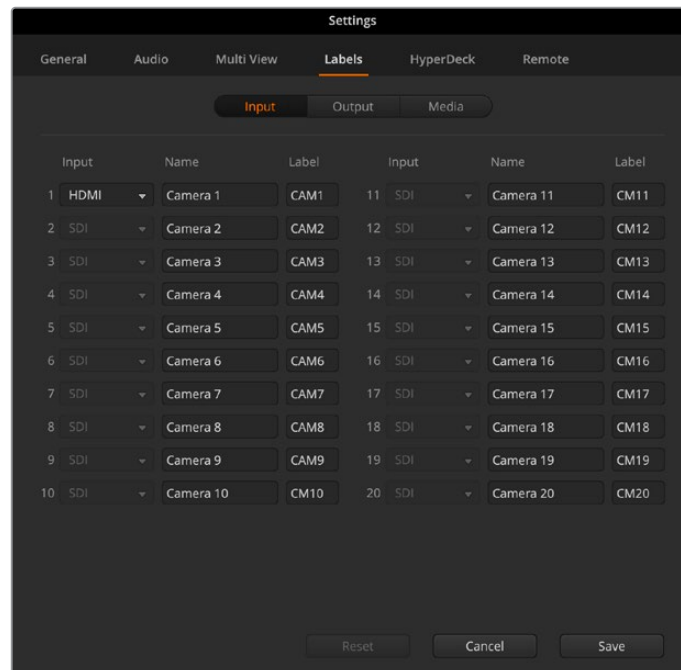 Settings
General Audio Multi View Labels HyperDeck Remote
Input Output Media
Input Name Label Input Name Label
1 HDMI Camera 1 CAM1 11 SDI Camera 11 CM11
2 SDI Camera 2 CAM2 12 SDI Camera 12 CM12
3 SDI Camera 3 CAM3 13 SDI Camera 13 CM13
4 SDI Camera 4 CAM4 14 SDI Camera 14 CM14
5 SDI Camera 5 CAM5 15 SDI Camera 15 CM15
6 SDI Camera 6 CAM6 16 SDI Camera 16 CM16
7 SDI Camera 7 CAM7 17 SDI Camera 17 CM17
8 SDI Camera 8 CAM8 18 SDI Camera 18 CM18
9 SDI Camera 9 CAM9 19 SDI Camera 19 CM19
10 SDI Camera 10 CM10 20 SDI Camera 20 CM20
Reset Cancel Save